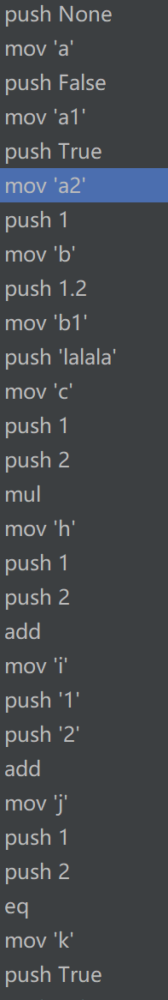 push None
mov 'a'
push False
mov 'a1'
push True
mov 'a2'
push 1
mov 'b'
push 1.2
mov 'b1'
push 'lalala'
mov 'c'
push 1
push 2
mul
mov 'h'
push 1
push 2
add
mov 'i'
push '1'
push '2'
add
mov 'j'
push 1
push 2
eq
mov 'k'
push True